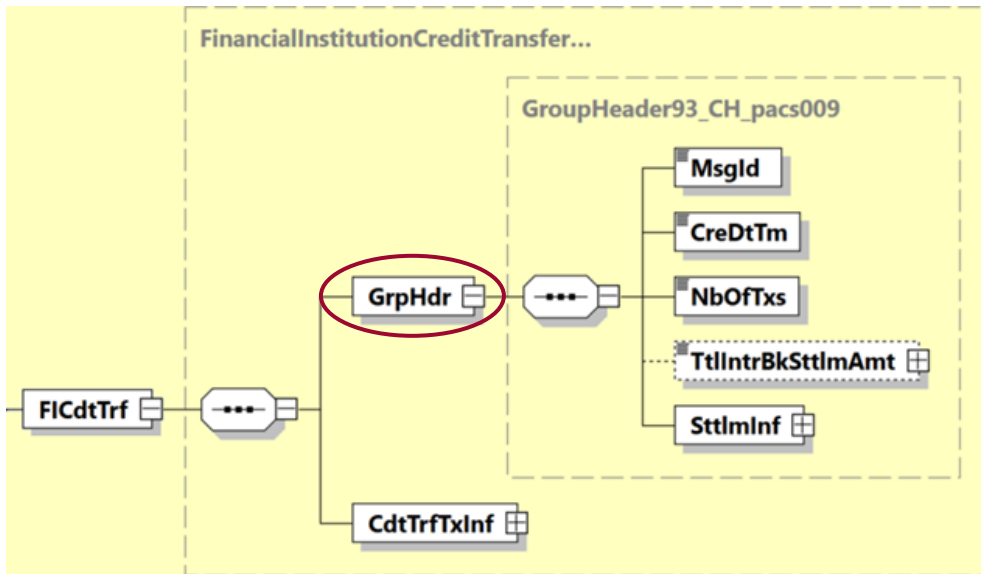 FinancialInstitutionCreditTransfer...
GroupHeader93_CH_pacs009
MsgId
CreDtTm
GrpHdr
NbOfTxs
TtlIntrBkSttlmAmt
FICdtTrf
SttlmInf
CdtTrfTxInf